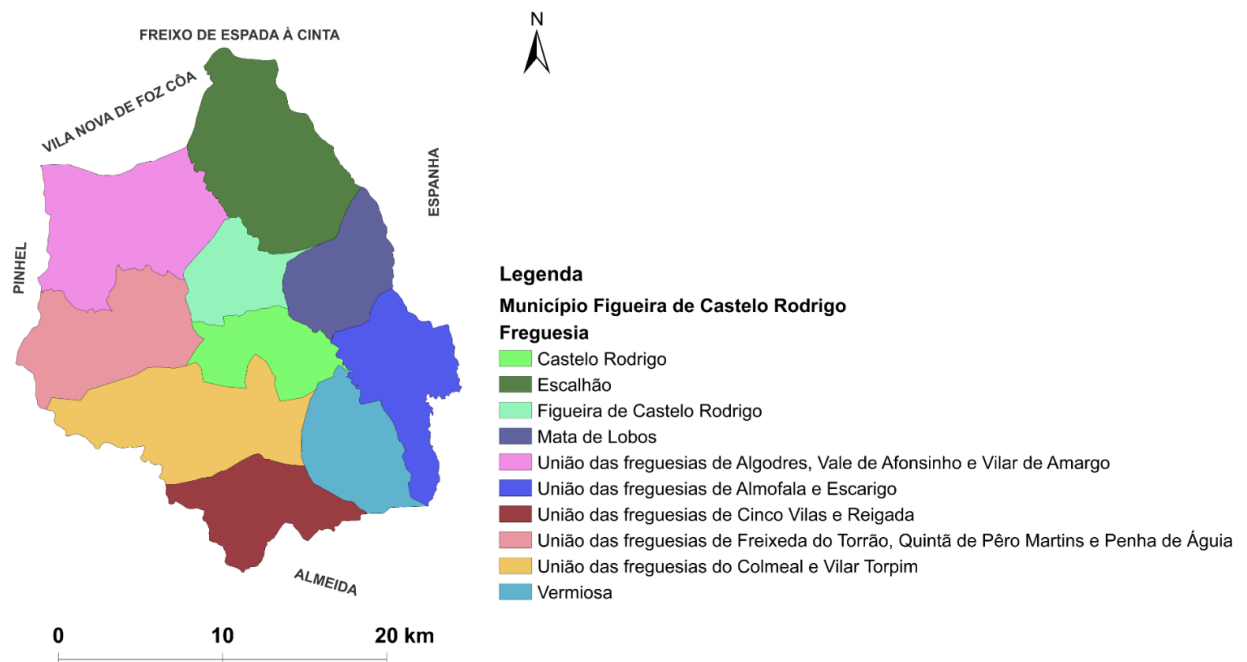 FREIXO DE ESPADA À CINTA
N
VILA NOVA DE FOZ CÔA
ESPANHA
PINHEL
ALMEIDA
Legenda
Município Figueira de Castelo Rodrigo
Freguesia
Castelo Rodrigo
Escalhão
Figueira de Castelo Rodrigo
Mata de Lobos
União das freguesias de Algodres, Vale de Afonsinho e Vilar de Amargo
União das freguesias de Almofala e Escarigo
União das freguesias de Cinco Vilas e Reigada
União das freguesias de Freixeda do Torrão, Quintã de Pêro Martins e Penha de Águia
União das freguesias do Colmeal e Vilar Torpim
Vermiosa
0 10 20 km